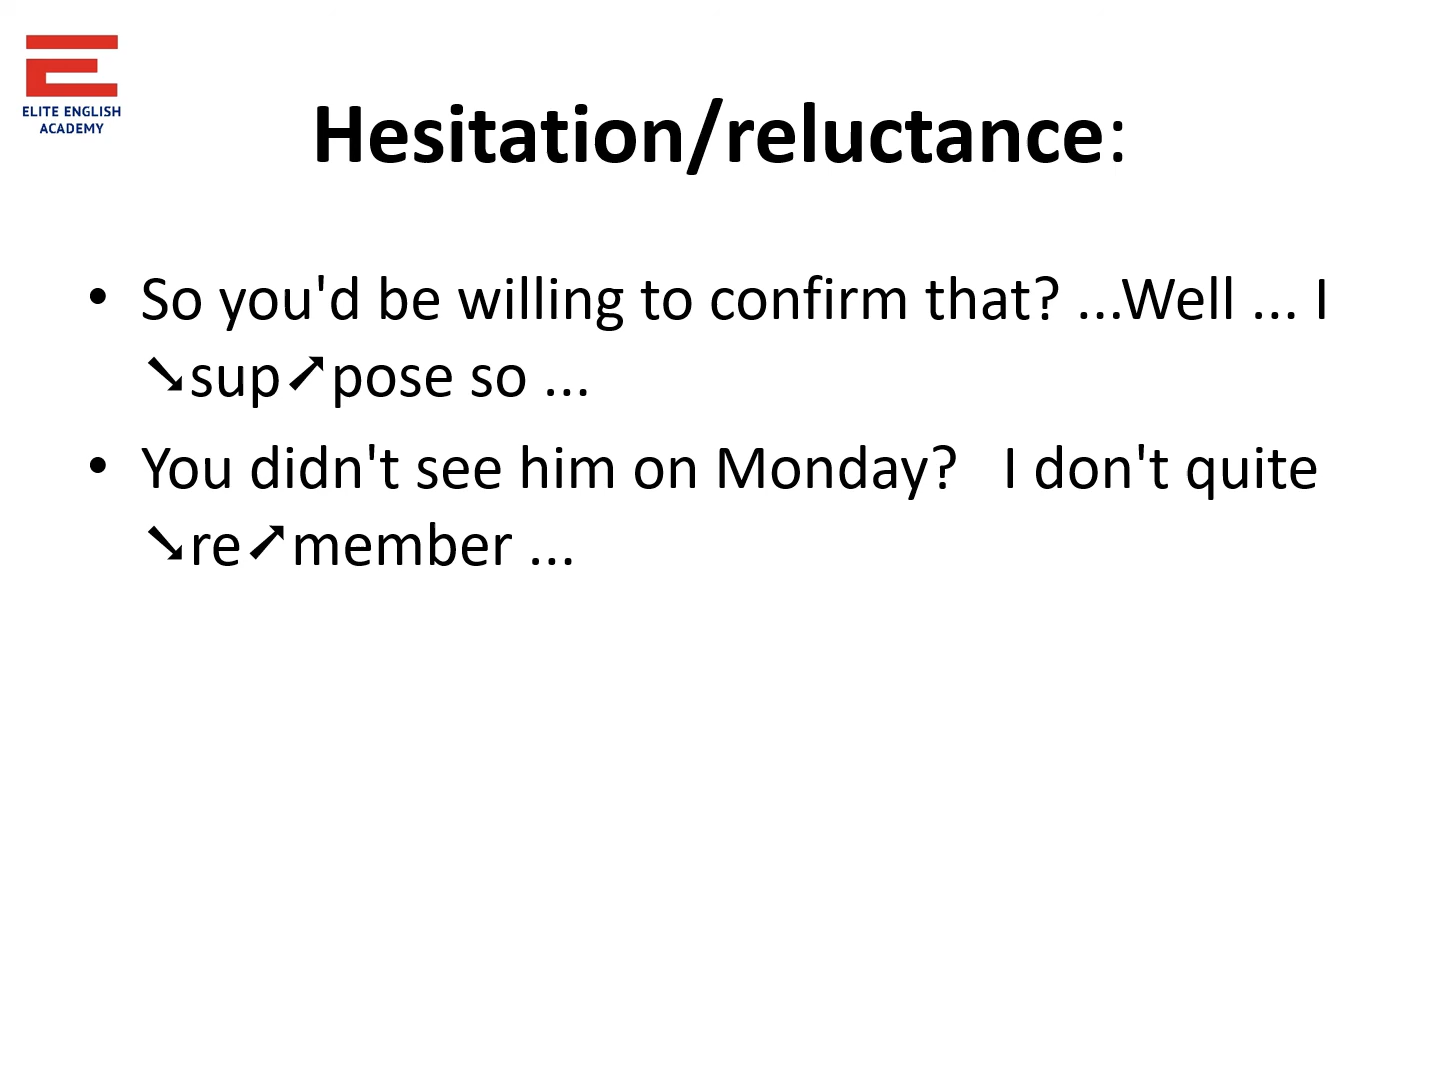 ELITE ENGLISH
ACADEMY
Hesitation/reluctance:
• So you'd be willing to confirm that? ...Well ... I
➘sup➚pose so ...
• You didn't see him on Monday?   I don't quite
➘re➚member ...